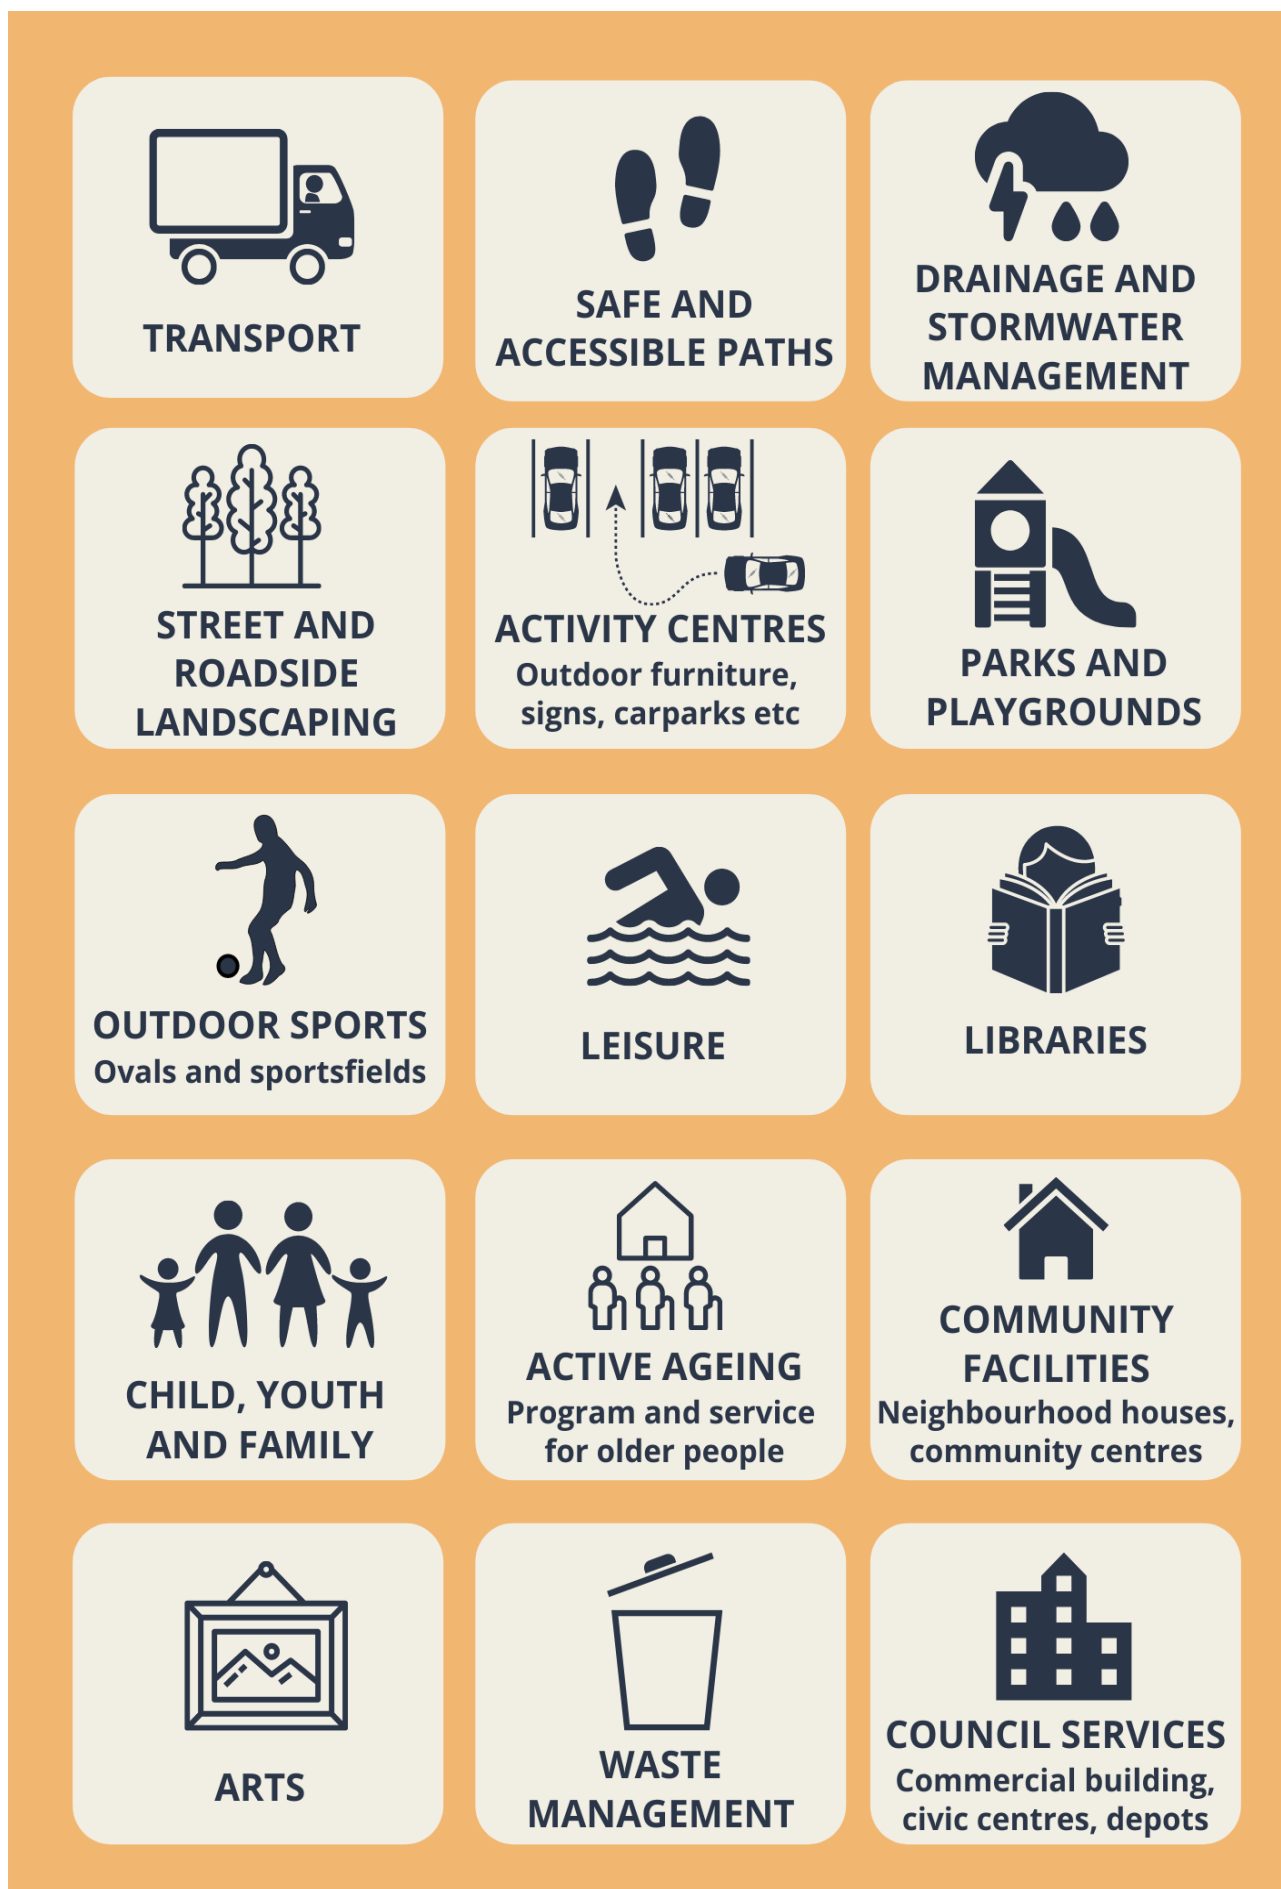 TRANSPORT
SAFE AND
ACCESSIBLE PATHS
DRAINAGE AND
STORMWATER
MANAGEMENT
STREET AND
ROADSIDE
LANDSCAPING
ACTIVITY CENTRES
Outdoor furniture,
signs, carparks etc
PARKS AND
PLAYGROUNDS
OUTDOOR SPORTS
Ovals and sportsfields
LEISURE
LIBRARIES
CHILD, YOUTH
AND FAMILY
ACTIVE AGEING
Program and service
for older people
COMMUNITY
FACILITIES
Neighbourhood houses,
community centres
ARTS
WASTE
MANAGEMENT
COUNCIL SERVICES
Commercial building,
civic centres, depots